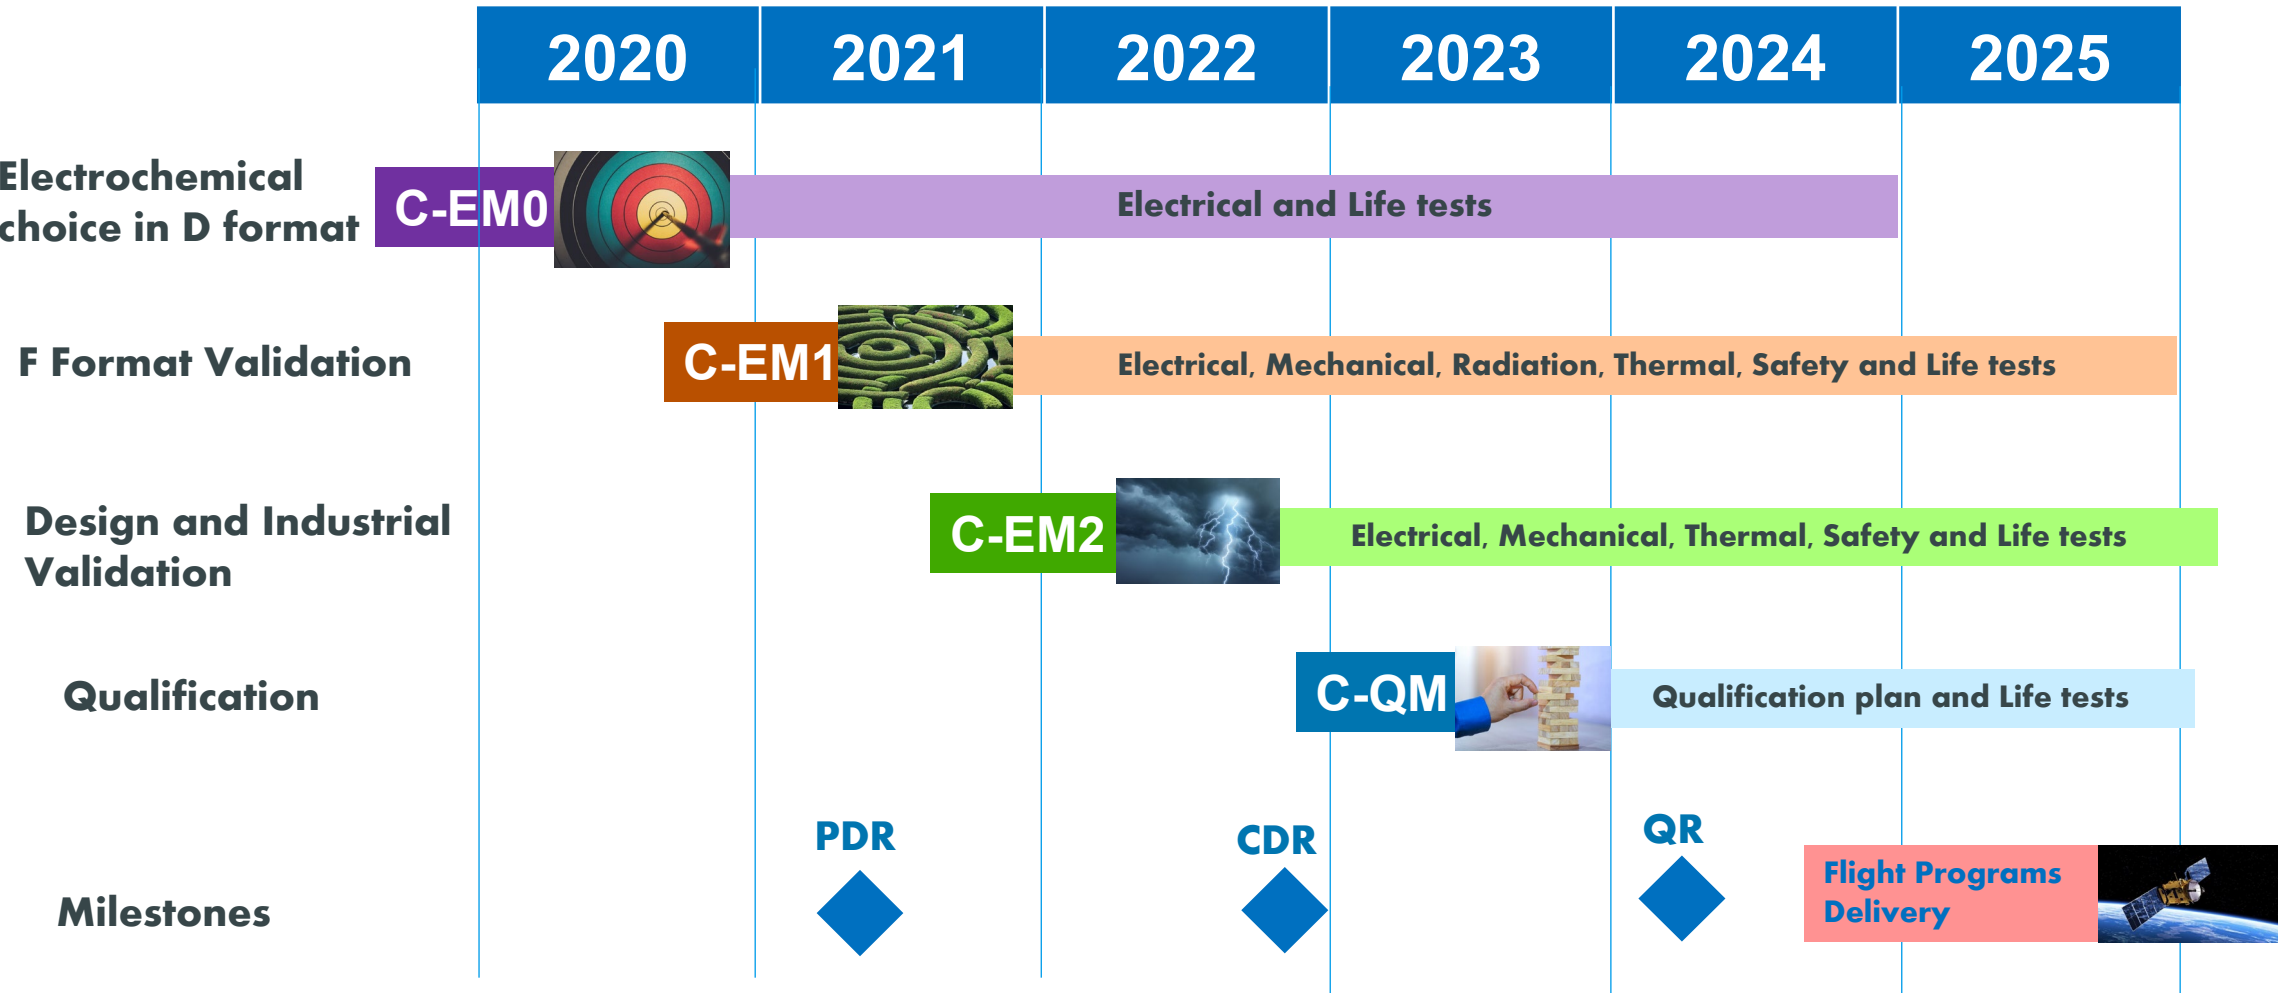 2020 2021 2022 2023 2024 2025
Electrochemical
choice in D format
C-EM0
Electrical and Life tests
F Format Validation
C-EM1
Electrical, Mechanical, Radiation, Thermal, Safety and Life tests
Design and Industrial
Validation
C-EM2
Electrical, Mechanical, Thermal, Safety and Life tests
Qualification
C-QM
Qualification plan and Life tests
Milestones
PDR
CDR
QR
Flight Programs
Delivery